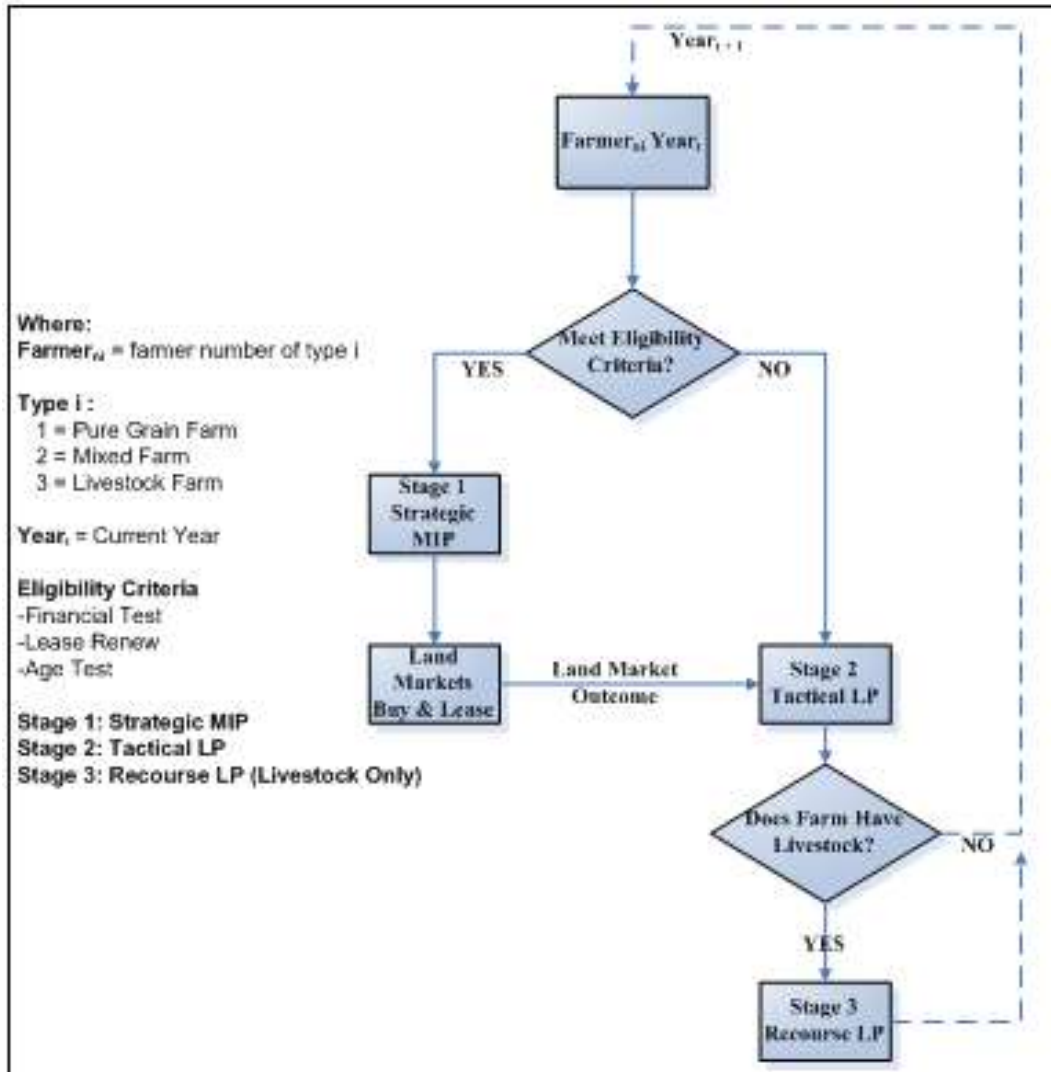 Year t + 1
Farmer ni Year t
Where:
Farmer ni = farmer number of type i
Type i :
1 = Pure Grain Farm
2 = Mixed Farm
3 = Livestock Farm
Year t = Current Year
Eligibility Criteria
-Financial Test
-Lease Renew
-Age Test
Stage 1: Strategic MIP
Stage 2: Tactical LP
Stage 3: Recourse LP (Livestock Only)
Meet Eligibility
Criteria?
YES
NO
Stage 1
Strategic
MIP
Land
Markets
Buy & Lease
Land Market
Outcome
Stage 2
Tactical LP
Does Farm Have
Livestock?
NO
YES
Stage 3
Recourse LP